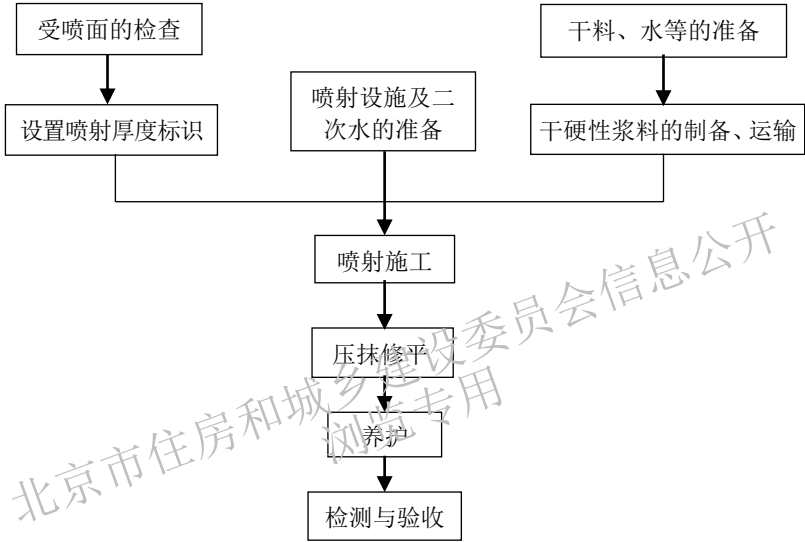 受喷面的检查
干料、水等的准备
设置喷射厚度标识
喷射设施及二
次水的准备
干硬性浆料的制备、运输
喷射施工
压抹修平
养护
检测与验收
北京市住房和城乡建设委员会信息公开
浏览专用